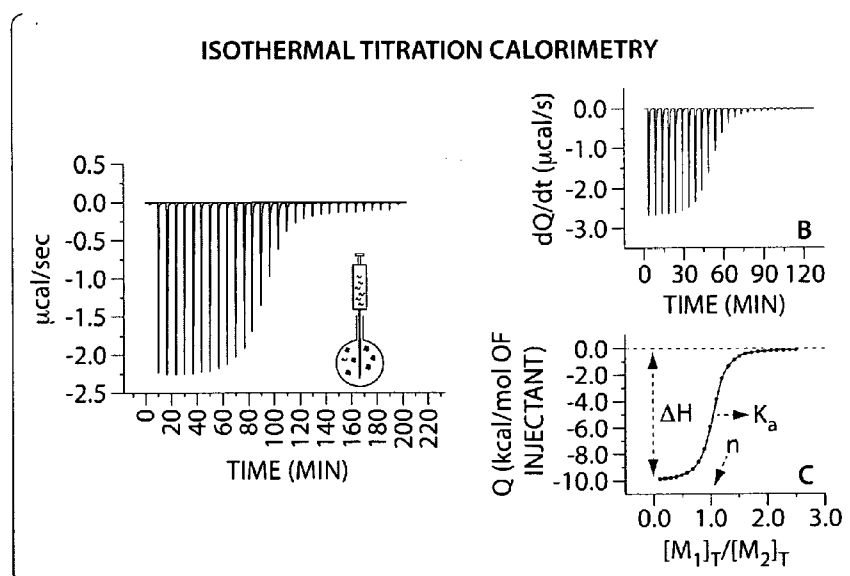 ISOTHERMAL TITRATION CALORIMETRY
0.5
0.0
-0.5
-1.0
-1.5
-2.0
-2.5
µcal/sec
0
20
40
60
80
100
120
140
160
180
200
220
TIME (MIN)
dQ/dt (µcal/s)
0.0
-1.0
-2.0
-3.0
B
0 30 60 90 120
TIME (MIN)
Q (kcal/mol OF
INJECTANT)
0.0
-2.0
-4.0
-6.0
-8.0
-10.0
ΔH
Ka
n
C
0.0 1.0 2.0 3.0
[M1]T/[M2]T